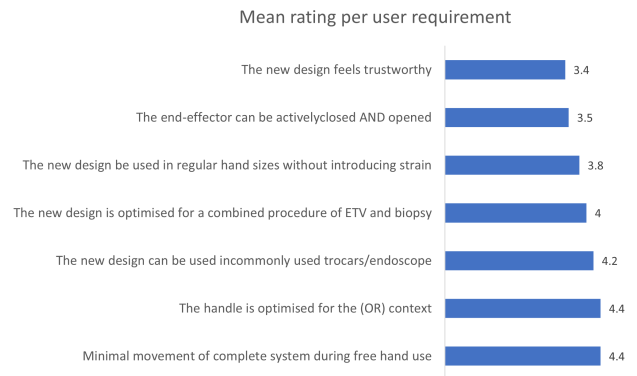 Mean rating per user requirement
The new design feels trustworthy 3.4
The end-effector can be activelyclosed AND opened 3.5
The new design be used in regular hand sizes without introducing strain 3.8
The new design is optimised for a combined procedure of ETV and biopsy 4
The new design can be used incommonly used trocars/endoscope 4.2
The handle is optimised for the (OR) context 4.4
Minimal movement of complete system during free hand use 4.4